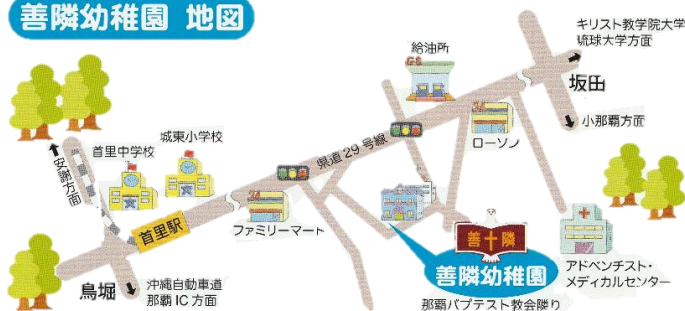 善隣幼稚園 地図
キリスト教学院大学
琉球大学方面
給油所
GS
坂田
小那覇方面
城東小学校
首里中学校
安謝方面
県道29号線
ローソン
首里駅
ファミリーマート
善十隣
善隣幼稚園
アドベンチスト・
メディカルセンター
鳥堀
沖縄自動車道
那覇IC方面
那覇バプテスト教会隣り